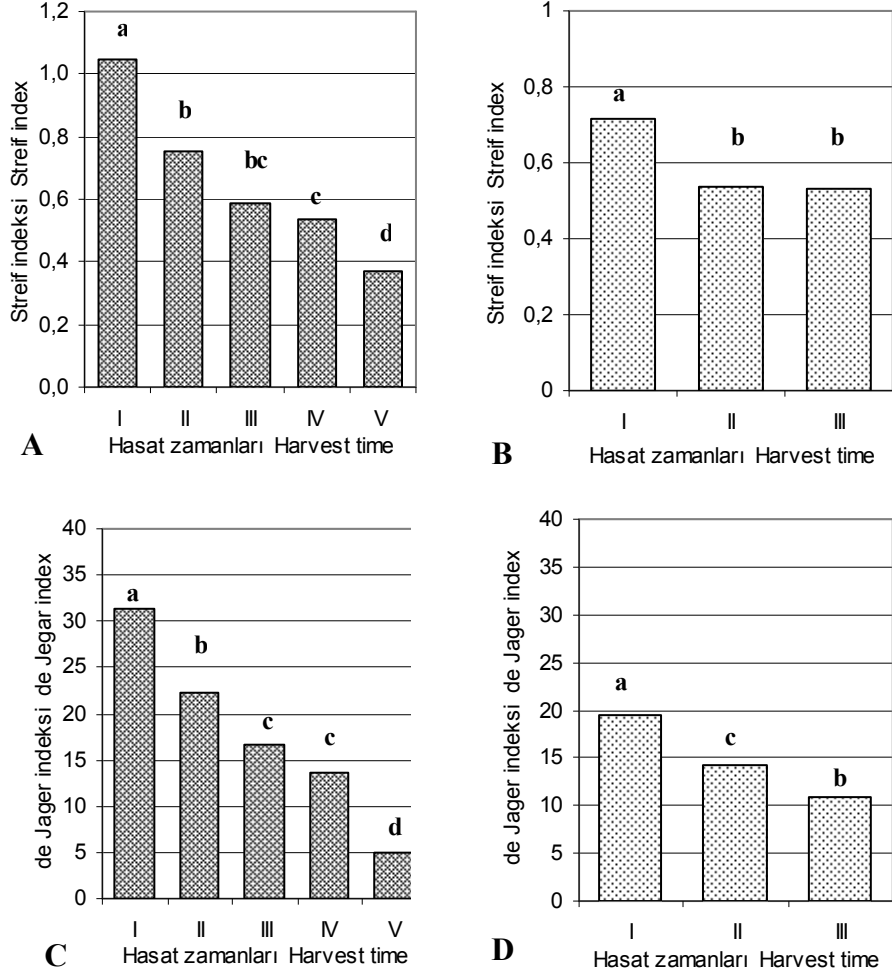 Streif indeksi Streif index
1,2
1,0
0,8
0,6
0,4
0,2
0,0
a
b
bc
c
d
I II III IV V
Hasat zamanları Harvest time
A
Streif indeksi Streif index
1
0,8
0,6
0,4
0,2
0
a
b
b
I II III
Hasat zamanları Harvest time
B
de Jager indeksi de Jegar index
40
35
30
25
20
15
10
5
0
a
b
c
c
d
I II III IV V
Hasat zamanları Harvest time
C
de Jager indeksi de Jager index
40
35
30
25
20
15
10
5
0
a
c
b
I II III
Hasat zamanları Harvest time
D